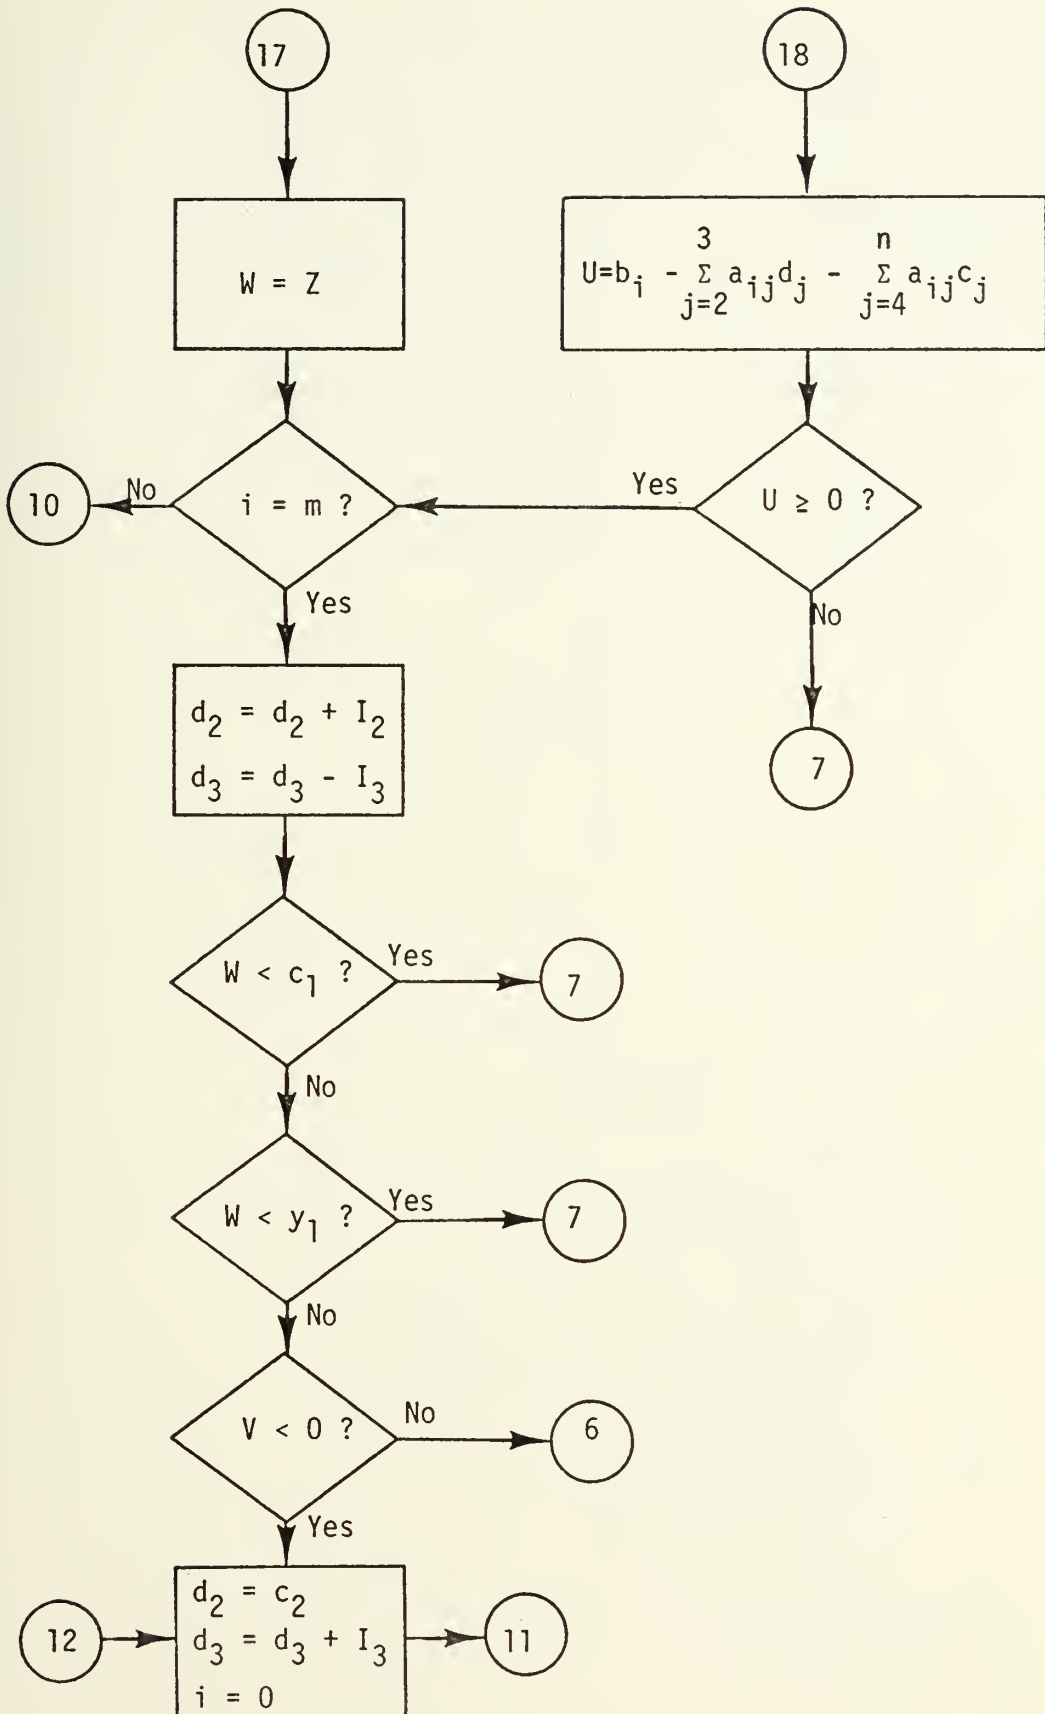 17
18
W = Z
3 n
U=b_i - Σ a_ij d_j - Σ a_ij c_j
j=2 j=4
10
No
i = m ?
Yes
U ≥ 0 ?
Yes
No
d_2 = d_2 + I_2
d_3 = d_3 - I_3
7
W < c_1 ?
Yes
7
No
W < y_1 ?
Yes
7
No
V < 0 ?
No
6
Yes
12
d_2 = c_2
d_3 = d_3 + I_3
i = 0
11